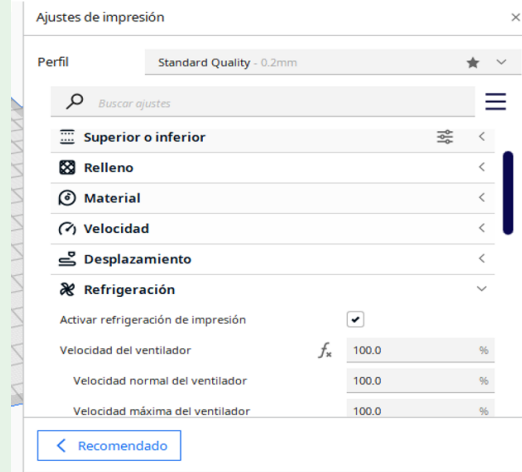 Ajustes de impresión
Perfil Standard Quality - 0.2mm
Buscar ajustes
Superior o inferior
Relleno
Material
Velocidad
Desplazamiento
Refrigeración
Activar refrigeración de impresión
Velocidad del ventilador 100.0 %
Velocidad normal del ventilador 100.0 %
Velocidad máxima del ventilador 100.0 %
Recomendado